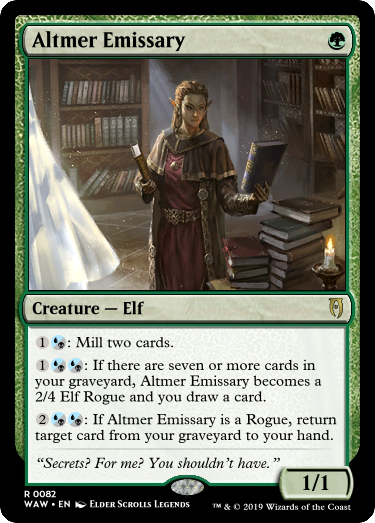 Altmer Emissary
Creature — Elf
1 : Mill two cards.
1 : If there are seven or more cards in
your graveyard, Altmer Emissary becomes a
2/4 Elf Rogue and you draw a card.
2 : If Altmer Emissary is a Rogue, return
target card from your graveyard to your hand.
“Secrets? For me? You shouldn’t have.”
1/1
R 0082
WAW • EN Elder Scrolls Legends
™ & © 2019 Wizards of the Coast